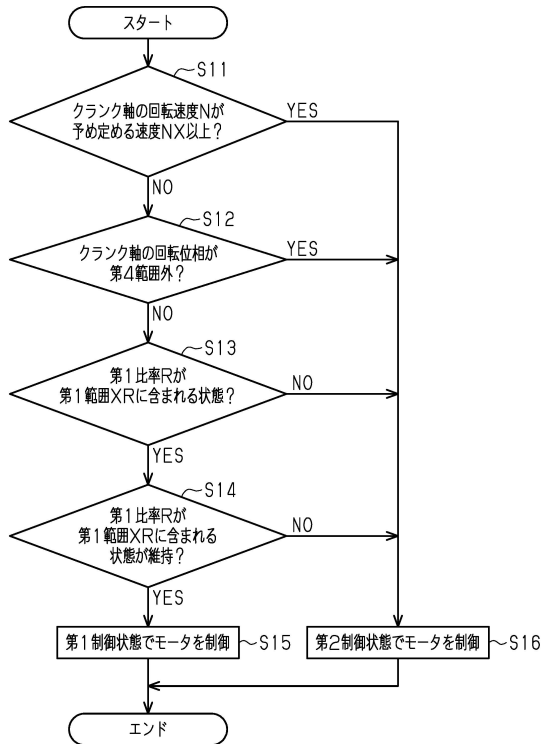 スタート
S11
クランク軸の回転速度Nが
予め定める速度NX以上?
YES
NO
S12
クランク軸の回転位相が
第4範囲外?
YES
NO
S13
第1比率Rが
第1範囲XRに含まれる状態?
NO
YES
S14
第1比率Rが
第1範囲XRに含まれる
状態が維持?
NO
YES
第1制御状態でモータを制御
S15
第2制御状態でモータを制御
S16
エンド